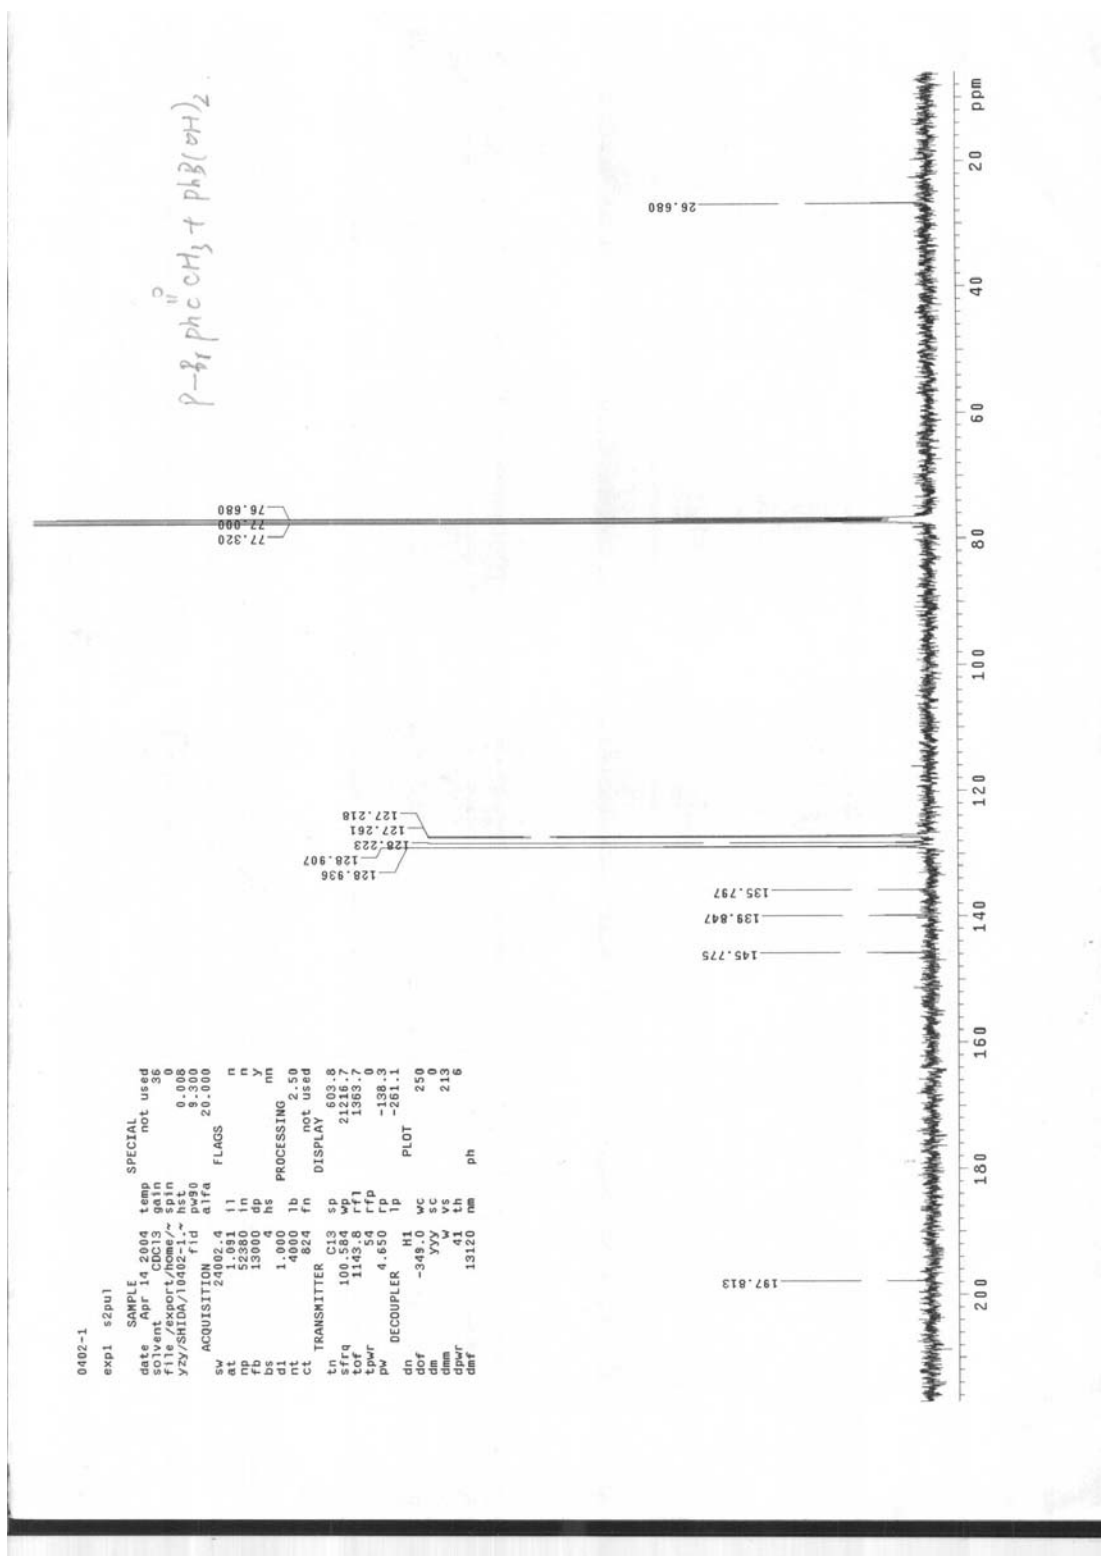 p-Br phC̈CH3 + phB(OH)2
O
0402-1
exp1 s2pul
SAMPLE
date Apr 14 2004
solvent CDCl3
file /export/home/~
yzy/SHIDA/10402-1.~
fid
ACQUISITION
sw 24002.4
at 1.091
np 52380
fb 13000
bs 4
d1 1.000
nt 4000
ct 824
TRANSMITTER
tn C13
sfrq 100.584
tof 1143.8
tpwr 54
pw 4.650
DECOUPLER
dn H1
dof -349.0
dm yyy
dmm w
dpwr 41
dmf 13120
SPECIAL
temp not used
gain 36
spin 0
hst 0.008
pw90 9.300
alfa 20.000
FLAGS
il n
in n
dp y
hs nn
PROCESSING
lb 2.50
fn not used
DISPLAY
sp 603.8
wp 21216.7
rfl 1363.7
rfp 0
rp -138.3
lp -261.1
PLOT
wc 250
sc 0
vs 213
th 6
nm ph
197.813
145.775
139.847
135.797
128.936
128.907
128.223
127.261
127.218
77.320
77.000
76.680
26.680
200 180 160 140 120 100 80 60 40 20 ppm